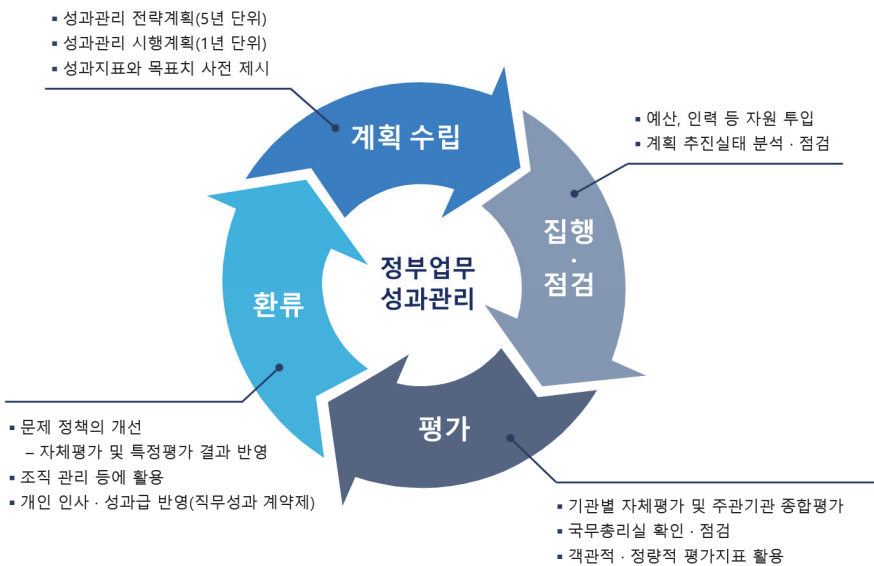 ▪ 성과관리 전략계획(5년 단위)
▪ 성과관리 시행계획(1년 단위)
▪ 성과지표와 목표치 사전 제시
계획 수립
▪ 예산, 인력 등 자원 투입
▪ 계획 추진실태 분석 · 점검
집행
·
점검
정부업무
성과관리
환류
평가
▪ 문제 정책의 개선
– 자체평가 및 특정평가 결과 반영
▪ 조직 관리 등에 활용
▪ 개인 인사 · 성과급 반영(직무성과 계약제)
▪ 기관별 자체평가 및 주관기관 종합평가
▪ 국무총리실 확인 · 점검
▪ 객관적 · 정량적 평가지표 활용